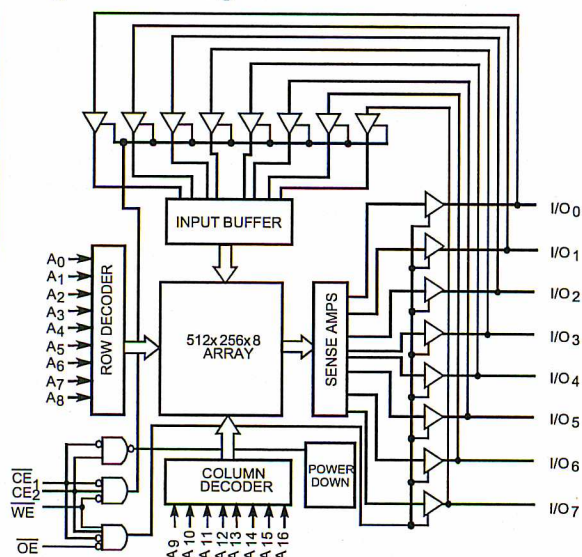 INPUT BUFFER
I/O0
I/O1
I/O2
I/O3
I/O4
I/O5
I/O6
I/O7
A0
A1
A2
A3
A4
A5
A6
A7
A8
ROW DECODER
512x256x8
ARRAY
SENSE AMPS
CE1
CE2
WE
OE
COLUMN
DECODER
POWER
DOWN
A9
A10
A11
A12
A13
A14
A15
A16